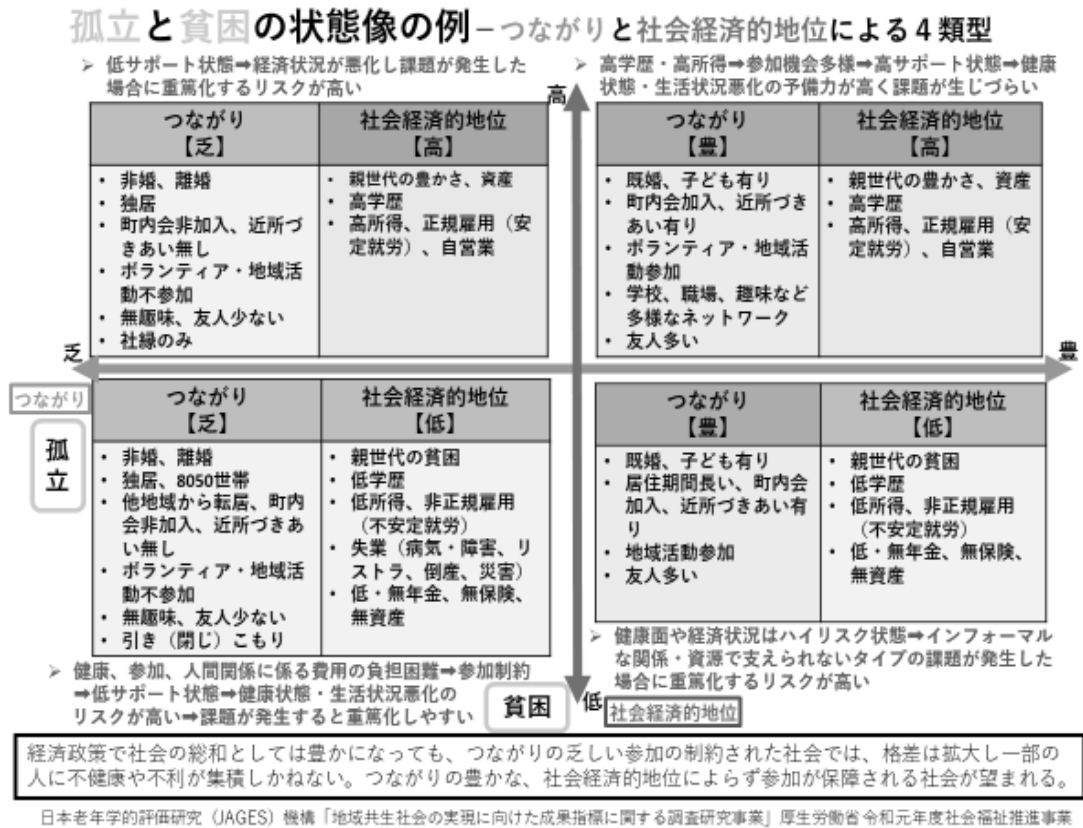 孤立と貧困の状態像の例－つながりと社会経済的地位による４類型
➢ 低サポート状態➡経済状況が悪化し課題が発生した
場合に重篤化するリスクが高い
➢ 高学歴・高所得➡参加機会多様➡高サポート状態➡健康
状態・生活状況悪化の予備力が高く課題が生じづらい
高
つながり
【乏】
社会経済的地位
【高】
・ 非婚、離婚
・ 独居
・ 町内会非加入、近所づ
きあい無し
・ ボランティア・地域活
動不参加
・ 無趣味、友人少ない
・ 社縁のみ
・ 親世代の豊かさ、資産
・ 高学歴
・ 高所得、正規雇用（安
定就労）、自営業
つながり
【豊】
社会経済的地位
【高】
・ 既婚、子ども有り
・ 町内会加入、近所づき
あい有り
・ ボランティア・地域活
動参加
・ 学校、職場、趣味など
多様なネットワーク
・ 友人多い
・ 親世代の豊かさ、資産
・ 高学歴
・ 高所得、正規雇用（安
定就労）、自営業
乏
豊
つながり
孤
立
つながり
【乏】
社会経済的地位
【低】
・ 非婚、離婚
・ 独居、8050世帯
・ 他地域から転居、町内
会非加入、近所づきあ
い無し
・ ボランティア・地域活
動不参加
・ 無趣味、友人少ない
・ 引き（閉じ）こもり
・ 親世代の貧困
・ 低学歴
・ 低所得、非正規雇用
（不安定就労）
・ 失業（病気・障害、リ
ストラ、倒産、災害）
・ 低・無年金、無保険、
無資産
つながり
【豊】
社会経済的地位
【低】
・ 既婚、子ども有り
・ 居住期間長い、町内会
加入、近所づきあい有
り
・ 地域活動参加
・ 友人多い
・ 親世代の貧困
・ 低学歴
・ 低所得、非正規雇用
（不安定就労）
・ 低・無年金、無保険、
無資産
➢ 健康、参加、人間関係に係る費用の負担困難➡参加制約
➡低サポート状態➡健康状態・生活状況悪化の
リスクが高い➡課題が発生すると重篤化しやすい
➢ 健康面や経済状況はハイリスク状態➡インフォーマル
な関係・資源で支えられないタイプの課題が発生した
場合に重篤化するリスクが高い
貧困
低
社会経済的地位
経済政策で社会の総和としては豊かになっても、つながりの乏しい参加の制約された社会では、格差は拡大し一部の
人に不健康や不利が集積しかねない。つながりの豊かな、社会経済的地位によらず参加が保障される社会が望まれる。
日本老年学的評価研究（JAGES）機構「地域共生社会の実現に向けた成果指標に関する調査研究事業」厚生労働省令和元年度社会福祉推進事業